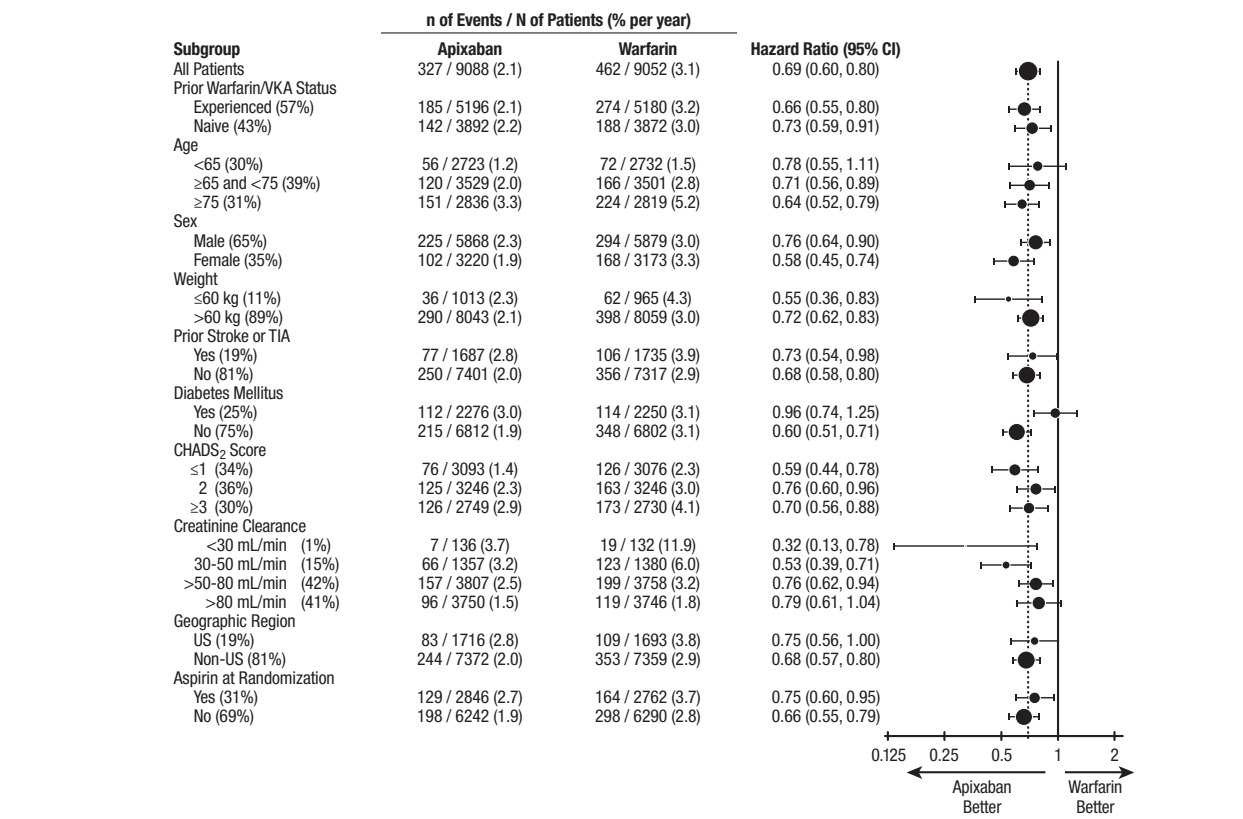 n of Events / N of Patients (% per year)
Subgroup Apixaban Warfarin Hazard Ratio (95% CI)
All Patients 327 / 9088 (2.1) 462 / 9052 (3.1) 0.69 (0.60, 0.80)
Prior Warfarin/VKA Status
Experienced (57%) 185 / 5196 (2.1) 274 / 5180 (3.2) 0.66 (0.55, 0.80)
Naive (43%) 142 / 3892 (2.2) 188 / 3872 (3.0) 0.73 (0.59, 0.91)
Age
<65 (30%) 56 / 2723 (1.2) 72 / 2732 (1.5) 0.78 (0.55, 1.11)
≥65 and <75 (39%) 120 / 3529 (2.0) 166 / 3501 (2.8) 0.71 (0.56, 0.89)
≥75 (31%) 151 / 2836 (3.3) 224 / 2819 (5.2) 0.64 (0.52, 0.79)
Sex
Male (65%) 225 / 5868 (2.3) 294 / 5879 (3.0) 0.76 (0.64, 0.90)
Female (35%) 102 / 3220 (1.9) 168 / 3173 (3.3) 0.58 (0.45, 0.74)
Weight
≤60 kg (11%) 36 / 1013 (2.3) 62 / 965 (4.3) 0.55 (0.36, 0.83)
>60 kg (89%) 290 / 8043 (2.1) 398 / 8059 (3.0) 0.72 (0.62, 0.83)
Prior Stroke or TIA
Yes (19%) 77 / 1687 (2.8) 106 / 1735 (3.9) 0.73 (0.54, 0.98)
No (81%) 250 / 7401 (2.0) 356 / 7317 (2.9) 0.68 (0.58, 0.80)
Diabetes Mellitus
Yes (25%) 112 / 2276 (3.0) 114 / 2250 (3.1) 0.96 (0.74, 1.25)
No (75%) 215 / 6812 (1.9) 348 / 6802 (3.1) 0.60 (0.51, 0.71)
CHADS₂ Score
≤1 (34%) 76 / 3093 (1.4) 126 / 3076 (2.3) 0.59 (0.44, 0.78)
2 (36%) 125 / 3246 (2.3) 163 / 3246 (3.0) 0.76 (0.60, 0.96)
≥3 (30%) 126 / 2749 (2.9) 173 / 2730 (4.1) 0.70 (0.56, 0.88)
Creatinine Clearance
<30 mL/min (1%) 7 / 136 (3.7) 19 / 132 (11.9) 0.32 (0.13, 0.78)
30-50 mL/min (15%) 66 / 1357 (3.2) 123 / 1380 (6.0) 0.53 (0.39, 0.71)
>50-80 mL/min (42%) 157 / 3807 (2.5) 199 / 3758 (3.2) 0.76 (0.62, 0.94)
>80 mL/min (41%) 96 / 3750 (1.5) 119 / 3746 (1.8) 0.79 (0.61, 1.04)
Geographic Region
US (19%) 83 / 1716 (2.8) 109 / 1693 (3.8) 0.75 (0.56, 1.00)
Non-US (81%) 244 / 7372 (2.0) 353 / 7359 (2.9) 0.68 (0.57, 0.80)
Aspirin at Randomization
Yes (31%) 129 / 2846 (2.7) 164 / 2762 (3.7) 0.75 (0.60, 0.95)
No (69%) 198 / 6242 (1.9) 298 / 6290 (2.8) 0.66 (0.55, 0.79)
0.125 0.25 0.5 1 2
Apixaban Warfarin
Better Better